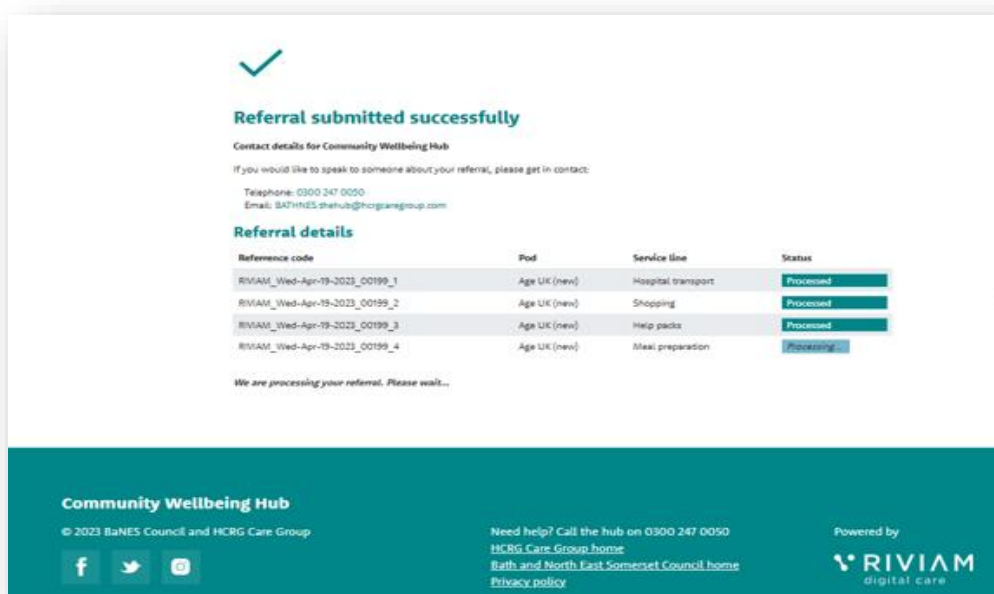 Referral submitted successfully
Contact details for Community Wellbeing Hub
If you would like to speak to someone about your referral, please get in contact:
Telephone: 0300 247 0050
Email: BATHNES.thehub@hcrgcaregroup.com
Referral details
Referrence code Pod Service line Status
RIVIAM_Wed-Apr-19-2023_00199_1 Age UK (new) Hospital transport Processed
RIVIAM_Wed-Apr-19-2023_00199_2 Age UK (new) Shopping Processed
RIVIAM_Wed-Apr-19-2023_00199_3 Age UK (new) Help packs Processed
RIVIAM_Wed-Apr-19-2023_00199_4 Age UK (new) Meal preparation Processing...
We are processing your referral. Please wait...
Community Wellbeing Hub
© 2023 BaNES Council and HCRG Care Group
Need help? Call the hub on 0300 247 0050
HCRG Care Group home
Bath and North East Somerset Council home
Privacy policy
Powered by
RIVIAM
digital care